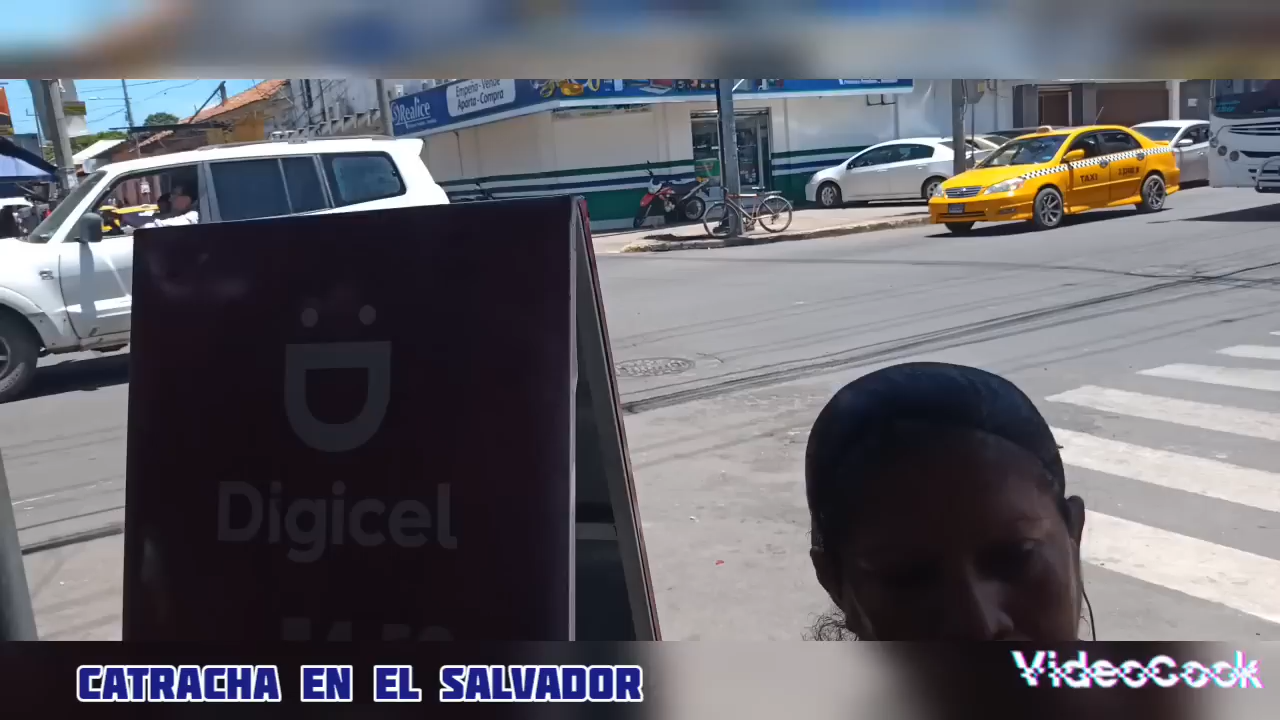 Realice
Empeña - Vende
Aparta - Compra
TAXI
Digicel
CATRACHA EN EL SALVADOR
VideoCook